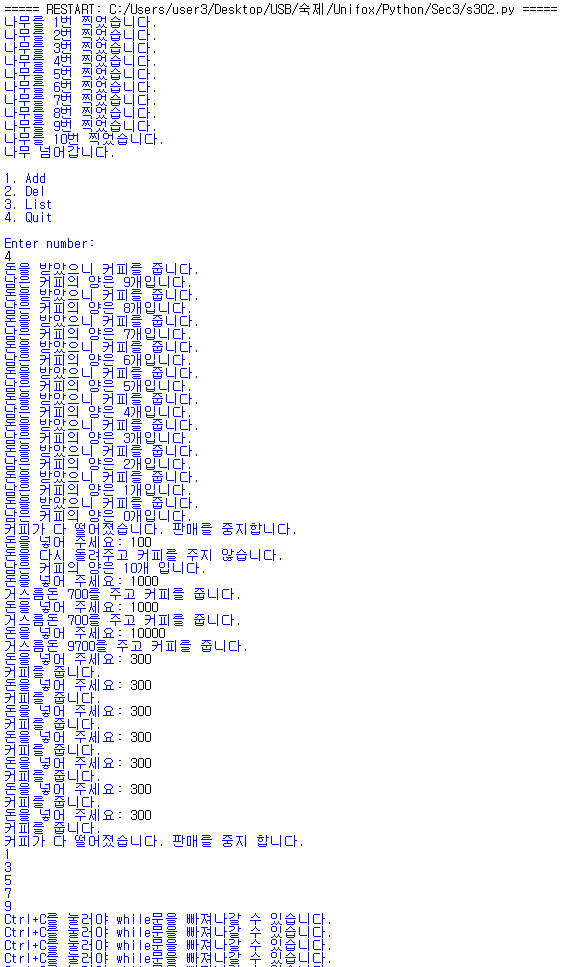 ===== RESTART: C:/Users/user3/Desktop/USB/숙제/Unifox/Python/Sec3/s302.py =====
나무를 1번 찍었습니다.
나무를 2번 찍었습니다.
나무를 3번 찍었습니다.
나무를 4번 찍었습니다.
나무를 5번 찍었습니다.
나무를 6번 찍었습니다.
나무를 7번 찍었습니다.
나무를 8번 찍었습니다.
나무를 9번 찍었습니다.
나무를 10번 찍었습니다.
나무 넘어갑니다.
1. Add
2. Del
3. List
4. Quit
Enter number:
4
돈을 받았으니 커피를 줍니다.
남은 커피의 양은 9개입니다.
돈을 받았으니 커피를 줍니다.
남은 커피의 양은 8개입니다.
돈을 받았으니 커피를 줍니다.
남은 커피의 양은 7개입니다.
돈을 받았으니 커피를 줍니다.
남은 커피의 양은 6개입니다.
돈을 받았으니 커피를 줍니다.
남은 커피의 양은 5개입니다.
돈을 받았으니 커피를 줍니다.
남은 커피의 양은 4개입니다.
돈을 받았으니 커피를 줍니다.
남은 커피의 양은 3개입니다.
돈을 받았으니 커피를 줍니다.
남은 커피의 양은 2개입니다.
돈을 받았으니 커피를 줍니다.
남은 커피의 양은 1개입니다.
돈을 받았으니 커피를 줍니다.
남은 커피의 양은 0개입니다.
커피가 다 떨어졌습니다. 판매를 중지합니다.
돈을 넣어 주세요: 100
돈을 다시 돌려주고 커피를 주지 않습니다.
남은 커피의 양은 10개 입니다.
돈을 넣어 주세요: 1000
거스름돈 700를 주고 커피를 줍니다.
돈을 넣어 주세요: 1000
거스름돈 700를 주고 커피를 줍니다.
돈을 넣어 주세요: 10000
거스름돈 9700를 주고 커피를 줍니다.
돈을 넣어 주세요: 300
커피를 줍니다.
돈을 넣어 주세요: 300
커피를 줍니다.
돈을 넣어 주세요: 300
커피를 줍니다.
돈을 넣어 주세요: 300
커피를 줍니다.
돈을 넣어 주세요: 300
커피를 줍니다.
돈을 넣어 주세요: 300
커피를 줍니다.
돈을 넣어 주세요: 300
커피를 줍니다.
커피가 다 떨어졌습니다. 판매를 중지 합니다.
1
3
5
7
9
Ctrl+C를 눌러야 while문을 빠져나갈 수 있습니다.
Ctrl+C를 눌러야 while문을 빠져나갈 수 있습니다.
Ctrl+C를 눌러야 while문을 빠져나갈 수 있습니다.
Ctrl+C를 눌러야 while문을 빠져나갈 수 있습니다.